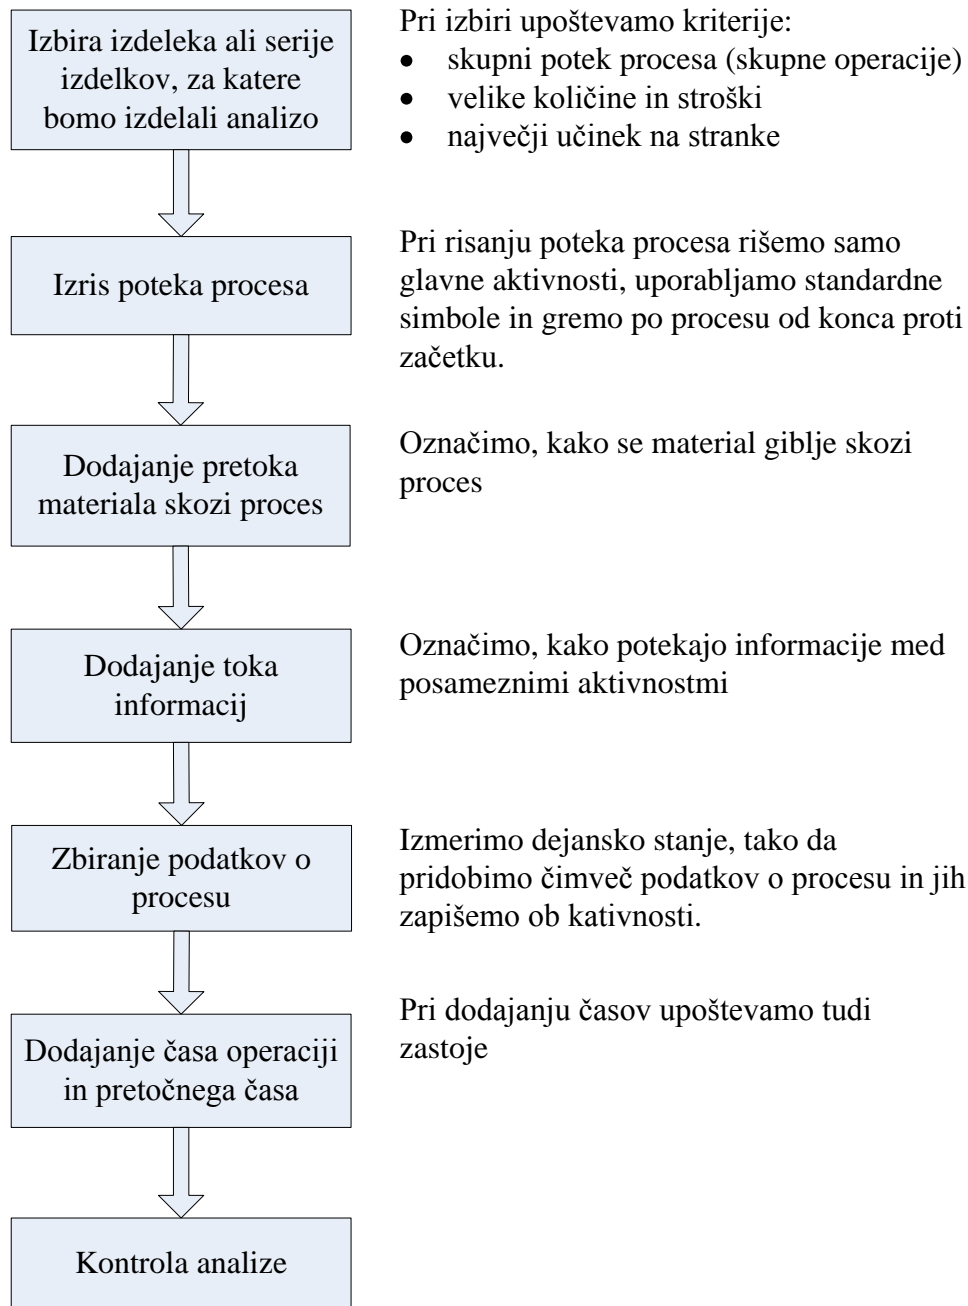 Izbira izdeleka ali serije
izdelkov, za katere
bomo izdelali analizo
Pri izbiri upoštevamo kriterije:
• skupni potek procesa (skupne operacije)
• velike količine in stroški
• največji učinek na stranke
Izris poteka procesa
Pri risanju poteka procesa rišemo samo
glavne aktivnosti, uporabljamo standardne
simbole in gremo po procesu od konca proti
začetku.
Dodajanje pretoka
materiala skozi proces
Označimo, kako se material giblje skozi
proces
Dodajanje toka
informacij
Označimo, kako potekajo informacije med
posameznimi aktivnostmi
Zbiranje podatkov o
procesu
Izmerimo dejansko stanje, tako da
pridobimo čimveč podatkov o procesu in jih
zapišemo ob kativnosti.
Dodajanje časa operaciji
in pretočnega časa
Pri dodajanju časov upoštevamo tudi
zastoje
Kontrola analize